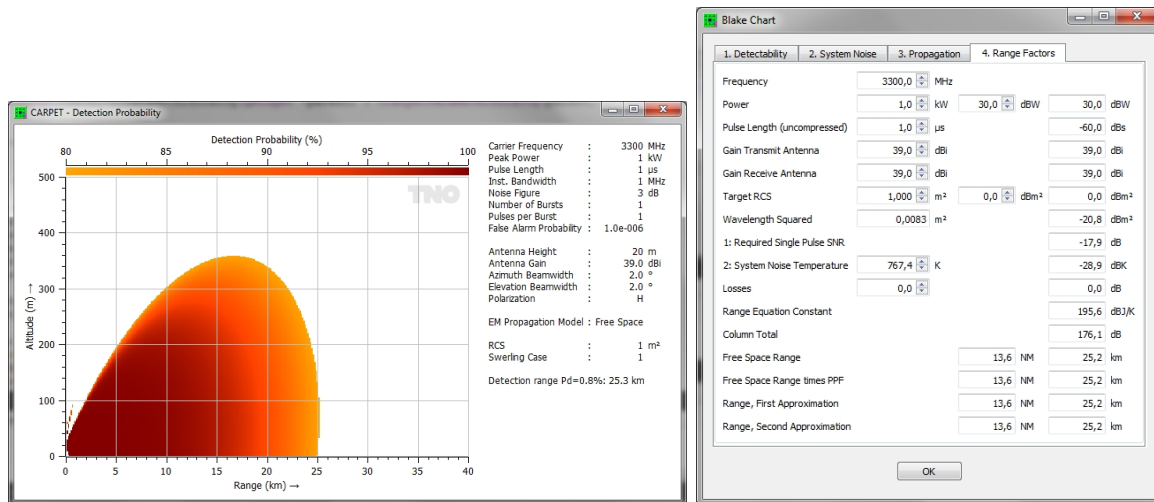 CARPET - Detection Probability
Detection Probability (%)
80 85 90 95 100
TNO
500
400
300
200
100
0
Altitude (m) →
0 5 10 15 20 25 30 35 40
Range (km) →
Carrier Frequency : 3300 MHz
Peak Power : 1 kW
Pulse Length : 1 µs
Inst. Bandwidth : 1 MHz
Noise Figure : 3 dB
Number of Bursts : 1
Pulses per Burst : 1
False Alarm Probability : 1.0e-006
Antenna Height : 20 m
Antenna Gain : 39.0 dBi
Azimuth Beamwidth : 2.0 °
Elevation Beamwidth : 2.0 °
Polarization : H
EM Propagation Model : Free Space
RCS : 1 m²
Swerling Case : 1
Detection range Pd=0.8%: 25.3 km
Blake Chart
1. Detectability 2. System Noise 3. Propagation 4. Range Factors
Frequency 3300,0 MHz
Power 1,0 kW 30,0 dBW 30,0 dBW
Pulse Length (uncompressed) 1,0 µs -60,0 dBs
Gain Transmit Antenna 39,0 dBi 39,0 dBi
Gain Receive Antenna 39,0 dBi 39,0 dBi
Target RCS 1,000 m² 0,0 dBm² 0,0 dBm²
Wavelength Squared 0,0083 m² -20,8 dBm²
1: Required Single Pulse SNR -17,9 dB
2: System Noise Temperature 767,4 K -28,9 dBK
Losses 0,0 0,0 dB
Range Equation Constant 195,6 dBJ/K
Column Total 176,1 dB
Free Space Range 13,6 NM 25,2 km
Free Space Range times PPF 13,6 NM 25,2 km
Range, First Approximation 13,6 NM 25,2 km
Range, Second Approximation 13,6 NM 25,2 km
OK